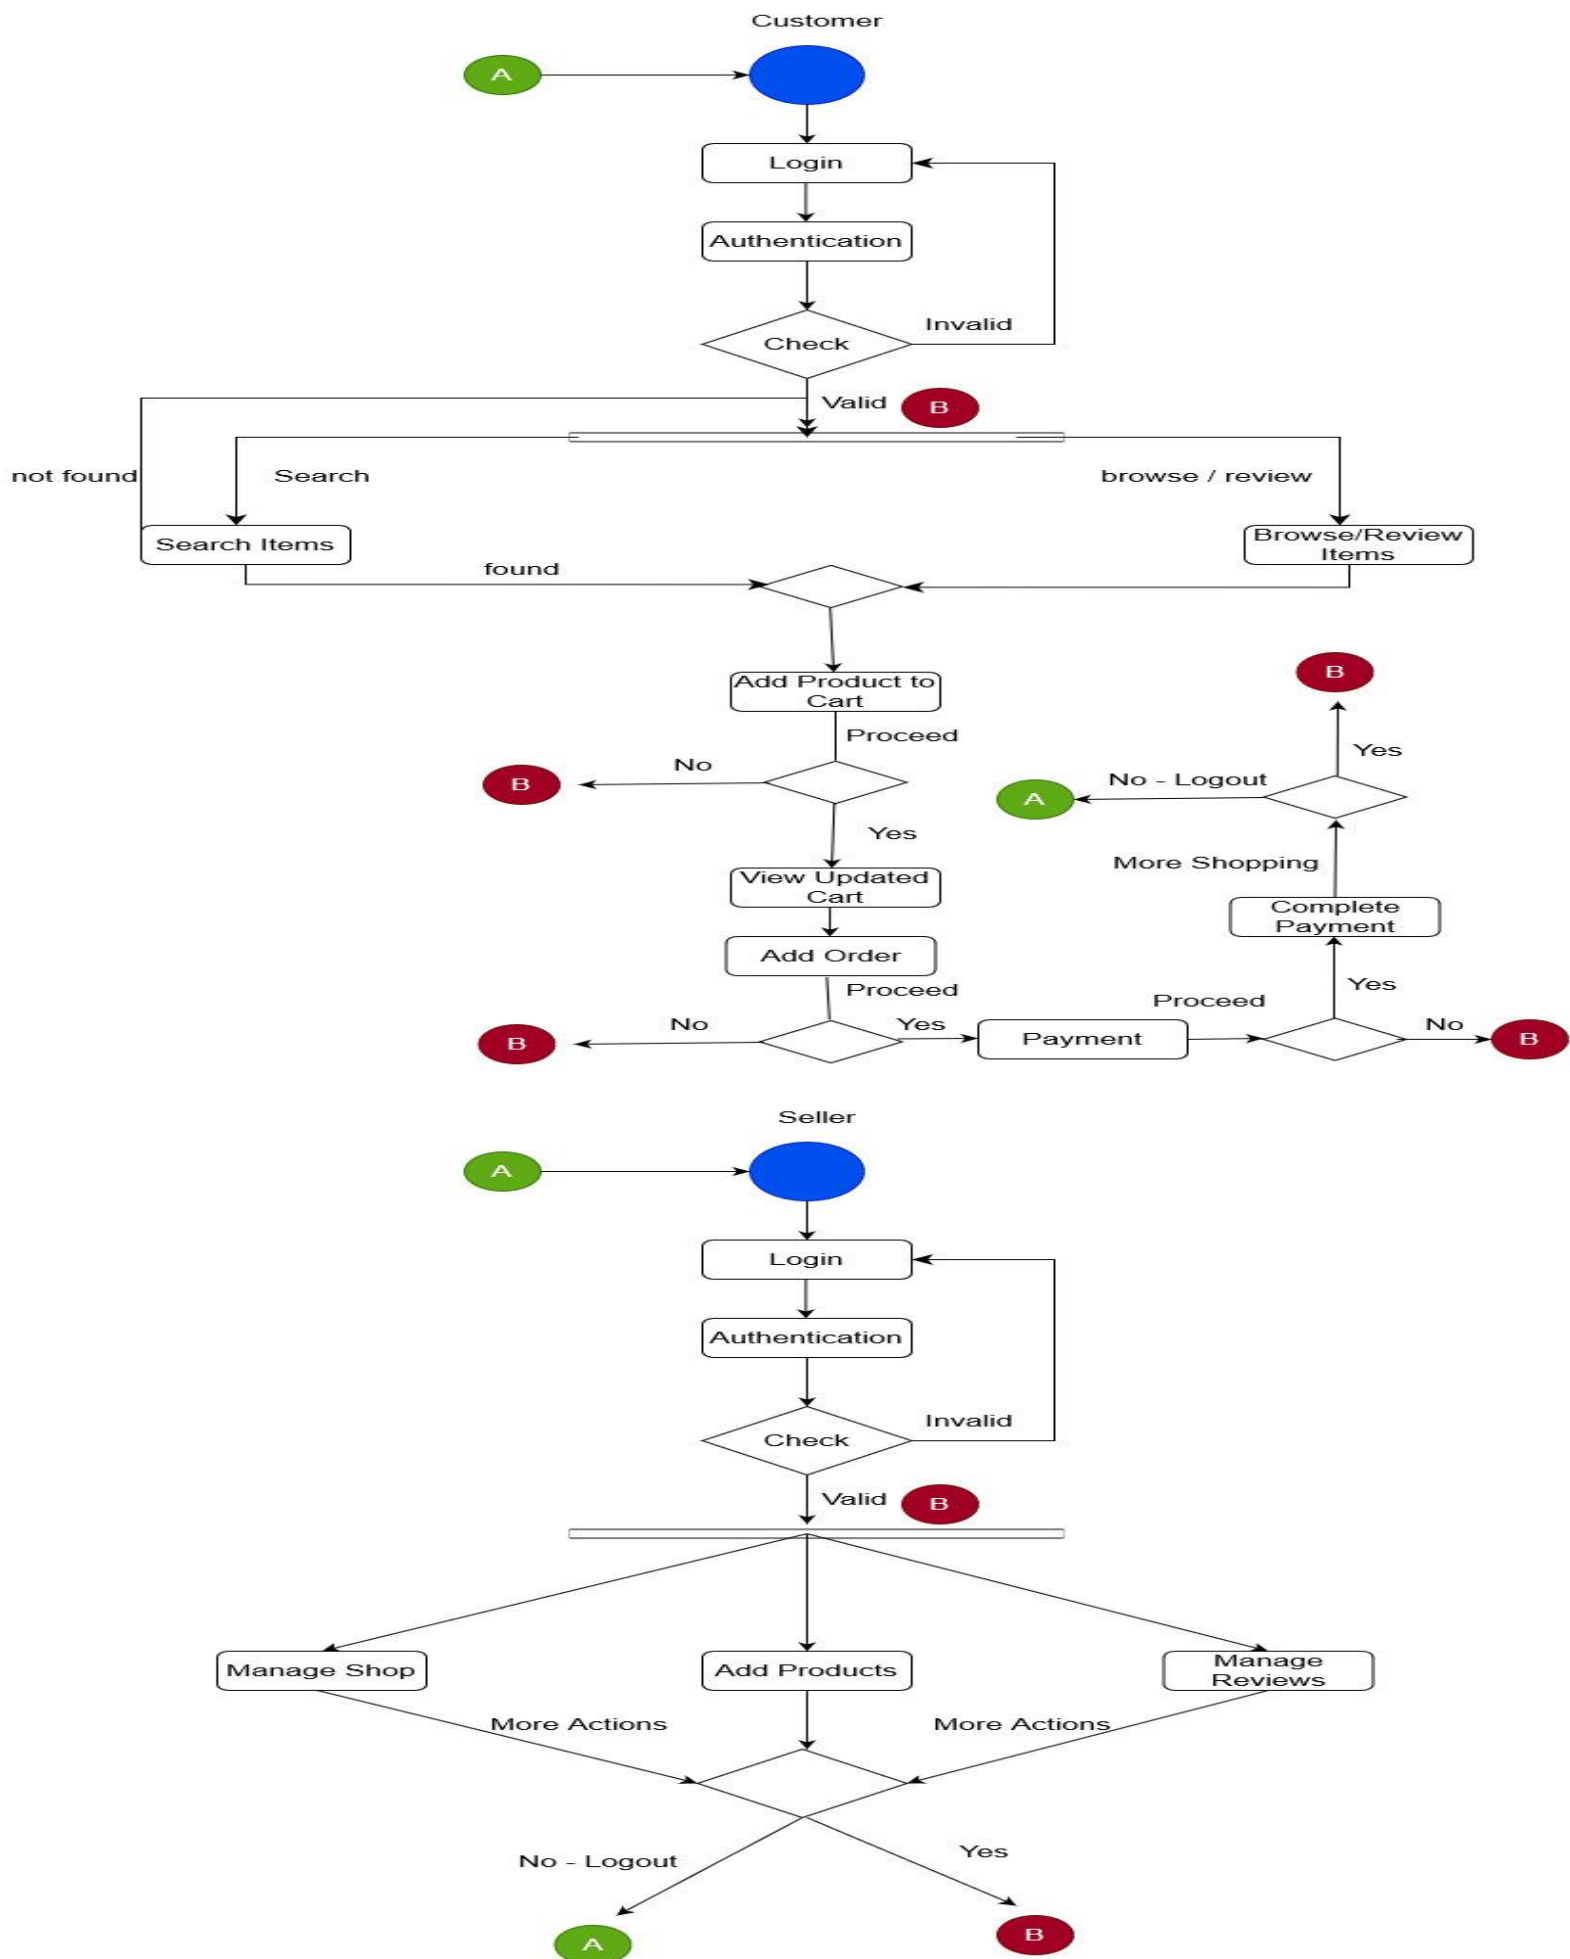 Customer
A
Login
Authentication
Check
Invalid
Valid
B
not found
Search
browse / review
Search Items
Browse/Review
Items
found
Add Product to
Cart
B
Proceed
Yes
No
B
No - Logout
A
Yes
View Updated
Cart
More Shopping
Complete
Payment
Add Order
Proceed
Yes
Proceed
No
B
Yes
Payment
No
B
Seller
A
Login
Authentication
Check
Invalid
Valid
B
Manage Shop
Add Products
Manage
Reviews
More Actions
More Actions
No - Logout
Yes
A
B